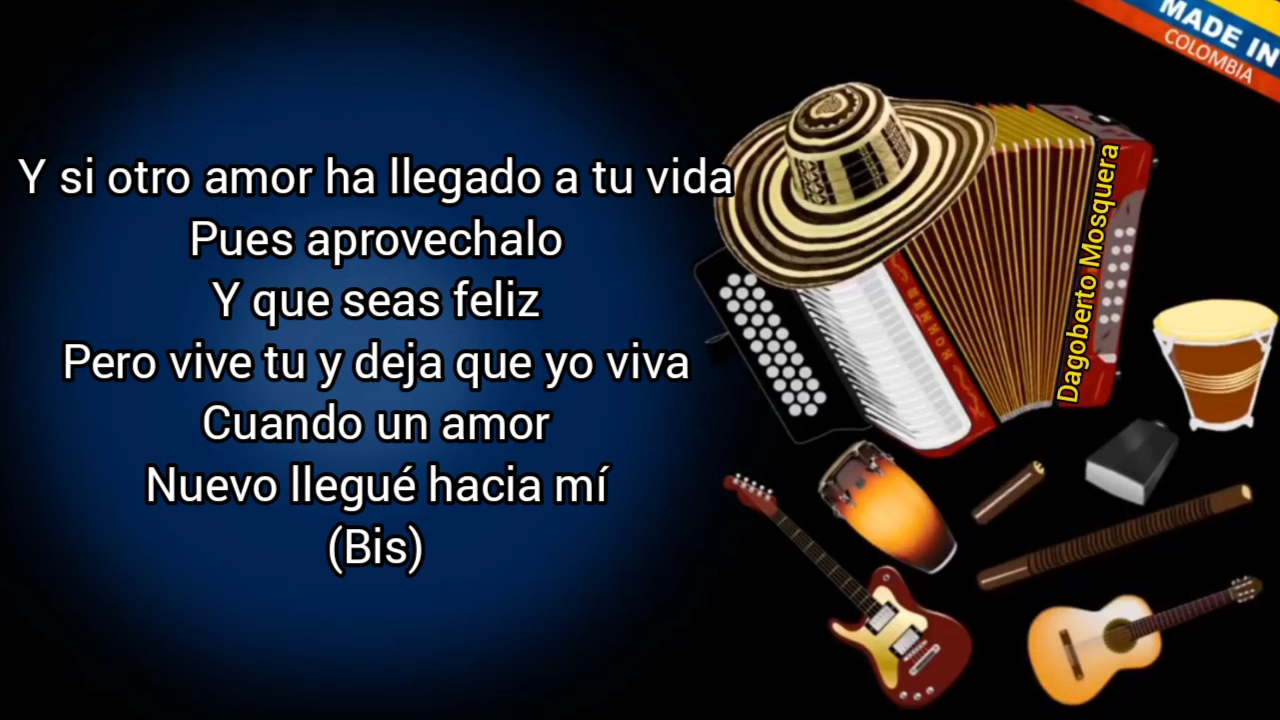 MADE IN
COLOMBIA
Y si otro amor ha llegado a tu vida
Pues aprovechalo
Y que seas feliz
Pero vive tu y deja que yo viva
Cuando un amor
Nuevo llegué hacia mí
(Bis)
Dagoberto Mosquera
HOHNER